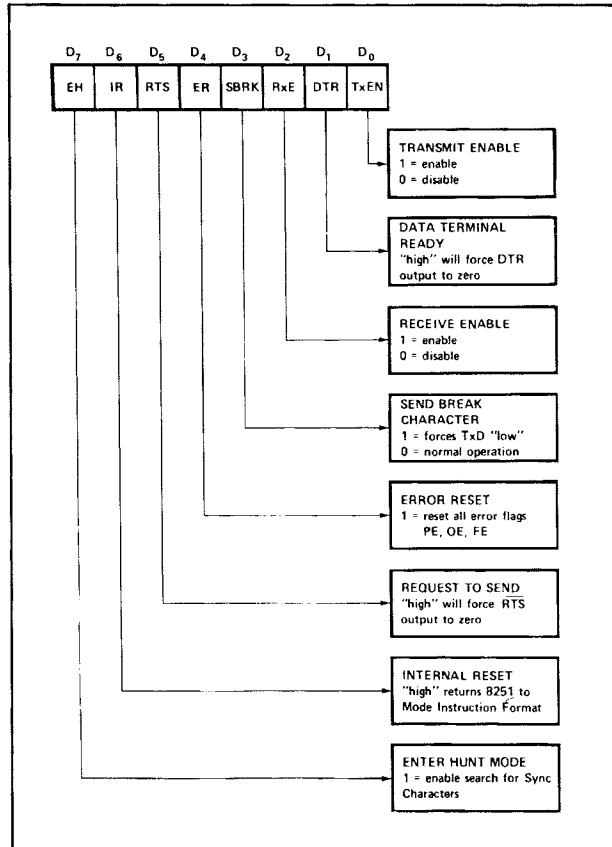 D7 D6 D5 D4 D3 D2 D1 D0
EH IR RTS ER SBRK RxE DTR TxEN
TRANSMIT ENABLE
1 = enable
0 = disable
DATA TERMINAL
READY
"high" will force DTR
output to zero
RECEIVE ENABLE
1 = enable
0 = disable
SEND BREAK
CHARACTER
1 = forces TxD "low"
0 = normal operation
ERROR RESET
1 = reset all error flags
PE, OE, FE
REQUEST TO SEND
"high" will force R̅T̅S̅
output to zero
INTERNAL RESET
"high" returns 8251 to
Mode Instruction Format
ENTER HUNT MODE
1 = enable search for Sync
Characters